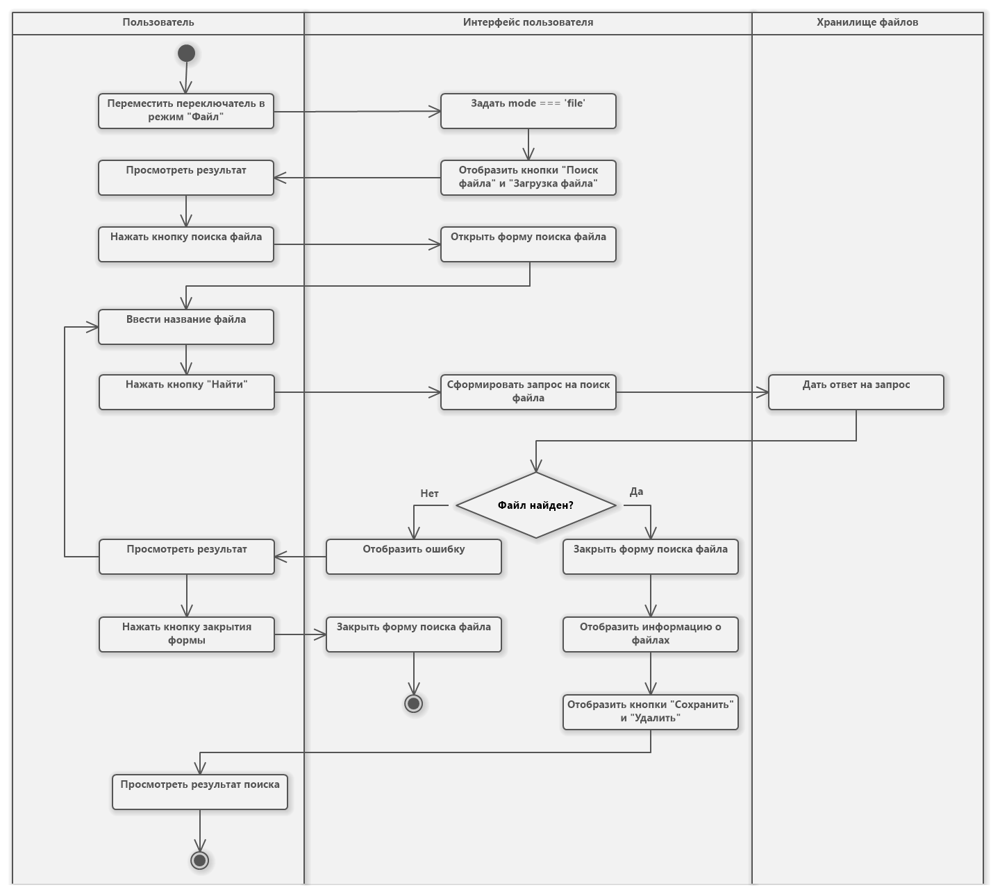 Пользователь
Интерфейс пользователя
Хранилище файлов
Переместить переключатель в
режим "Файл"
Задать mode === 'file'
Просмотреть результат
Отобразить кнопки "Поиск
файла" и "Загрузка файла"
Нажать кнопку поиска файла
Открыть форму поиска файла
Ввести название файла
Нажать кнопку "Найти"
Сформировать запрос на поиск
файла
Дать ответ на запрос
Нет
Файл найден?
Да
Просмотреть результат
Отобразить ошибку
Закрыть форму поиска файла
Нажать кнопку закрытия
формы
Закрыть форму поиска файла
Отобразить информацию о
файлах
Отобразить кнопки "Сохранить"
и "Удалить"
Просмотреть результат поиска